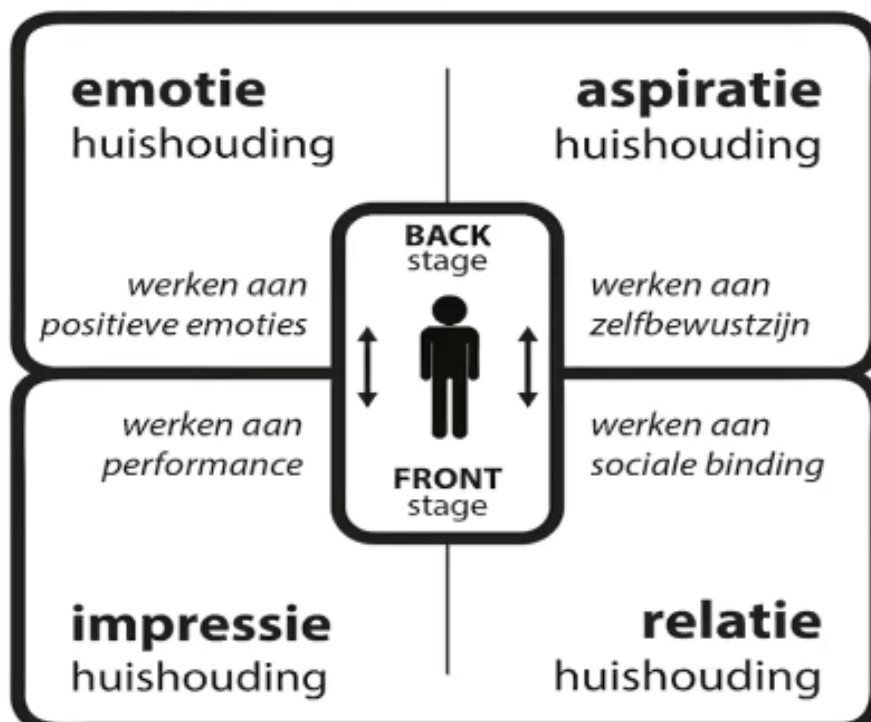 emotie
huishouding
aspiratie
huishouding
BACK
stage
werken aan
positieve emoties
werken aan
zelfbewustzijn
werken aan
performance
werken aan
sociale binding
FRONT
stage
impressie
huishouding
relatie
huishouding